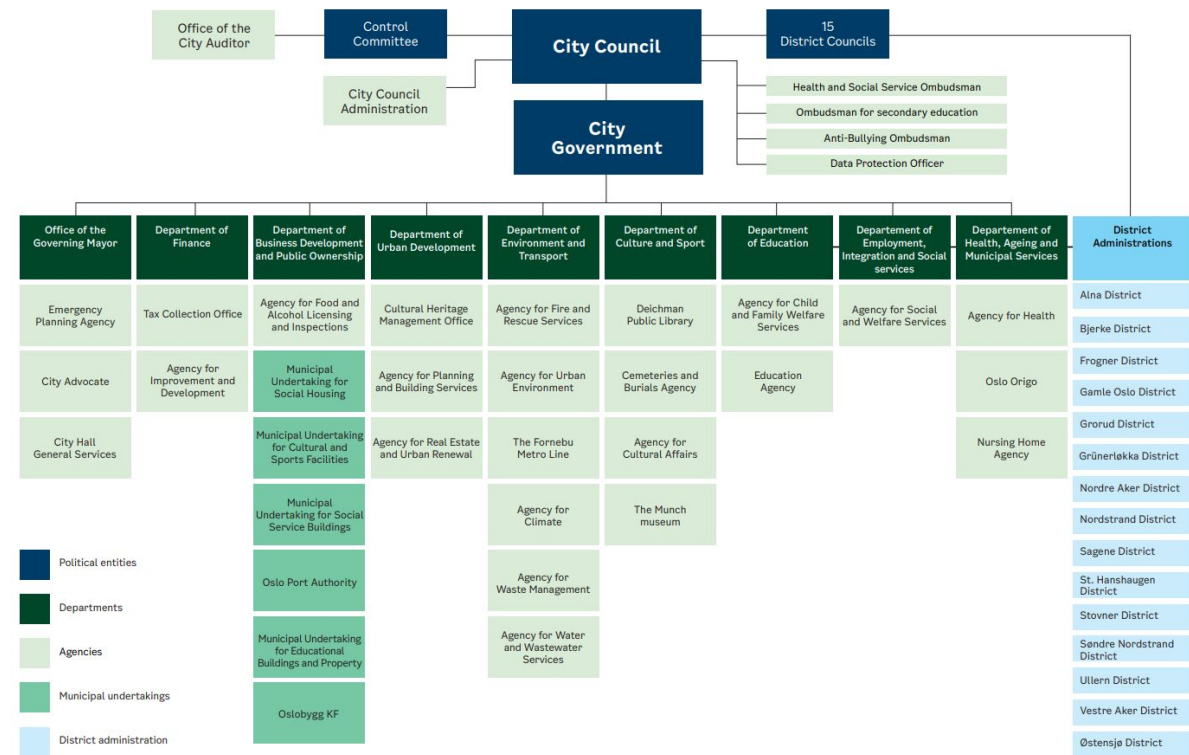 Office of the
City Auditor
Control
Committee
City Council
15
District Councils
City Council
Administration
Health and Social Service Ombudsman
Ombudsman for secondary education
Anti-Bullying Ombudsman
Data Protection Officer
City
Government
Office of the
Governing Mayor
Department of
Finance
Department of
Business Development
and Public Ownership
Department of
Urban Development
Department of
Environment and
Transport
Department of
Culture and Sport
Department
of Education
Departement of
Employment,
Integration and Social
services
Departement of
Health, Ageing and
Municipal Services
District
Administrations
Emergency
Planning Agency
City Advocate
City Hall
General Services
Tax Collection Office
Agency for
Improvement and
Development
Agency for Food and
Alcohol Licensing
and Inspections
Municipal
Undertaking for
Social Housing
Municipal Undertaking
for Cultural and
Sports Facilities
Municipal
Undertaking for Social
Service Buildings
Oslo Port Authority
Municipal Undertaking
for Educational
Buildings and Property
Oslobygg KF
Cultural Heritage
Management Office
Agency for Planning
and Building Services
Agency for Real Estate
and Urban Renewal
Agency for Fire and
Rescue Services
Agency for Urban
Environment
The Fornebu
Metro Line
Agency for
Climate
Agency for
Waste Management
Agency for Water
and Wastewater
Services
Deichman
Public Library
Cemeteries and
Burials Agency
Agency for
Cultural Affairs
The Munch
museum
Agency for Child
and Family Welfare
Services
Education
Agency
Agency for Social
and Welfare Services
Agency for Health
Oslo Origo
Nursing Home
Agency
Alna District
Bjerke District
Frogner District
Gamle Oslo District
Grorud District
Grünerløkka District
Nordre Aker District
Nordstrand District
Sagene District
St. Hanshaugen
District
Stovner District
Søndre Nordstrand
District
Ullern District
Vestre Aker District
Østensjø District
Political entities
Departments
Agencies
Municipal undertakings
District administration